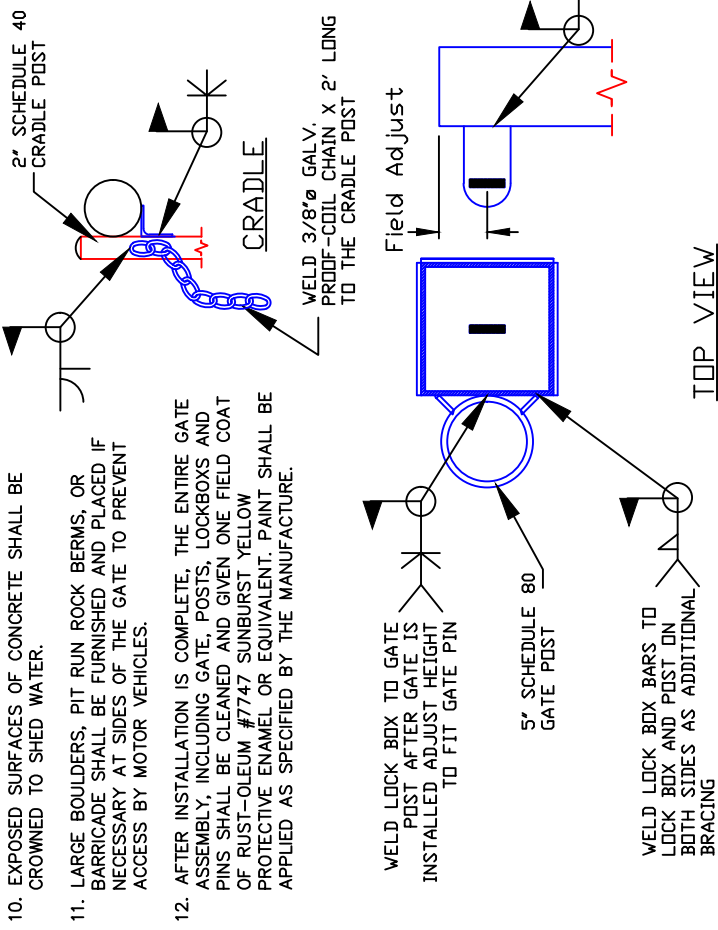 10. EXPOSED SURFACES OF CONCRETE SHALL BE
CROWNED TO SHED WATER.
11. LARGE BOULDERS, PIT RUN ROCK BERMS, OR
BARRICADE SHALL BE FURNISHED AND PLACED IF
NECESSARY AT SIDES OF THE GATE TO PREVENT
ACCESS BY MOTOR VEHICLES.
12. AFTER INSTALLATION IS COMPLETE, THE ENTIRE GATE
ASSEMBLY, INCLUDING GATE, POSTS, LOCKBOXS AND
PINS SHALL BE CLEANED AND GIVEN ONE FIELD COAT
OF RUST-OLEUM #7747 SUNBURST YELLOW
PROTECTIVE ENAMEL OR EQUIVALENT. PAINT SHALL BE
APPLIED AS SPECIFIED BY THE MANUFACTURE.
2" SCHEDULE 40
CRADLE POST
CRADLE
WELD 3/8"ø GALV.
PROOF-COIL CHAIN X 2' LONG
TO THE CRADLE POST
WELD LOCK BOX TO GATE
POST AFTER GATE IS
INSTALLED ADJUST HEIGHT
TO FIT GATE PIN
5" SCHEDULE 80
GATE POST
WELD LOCK BOX BARS TO
LOCK BOX AND POST ON
BOTH SIDES AS ADDITIONAL
BRACING
Field Adjust
TOP VIEW